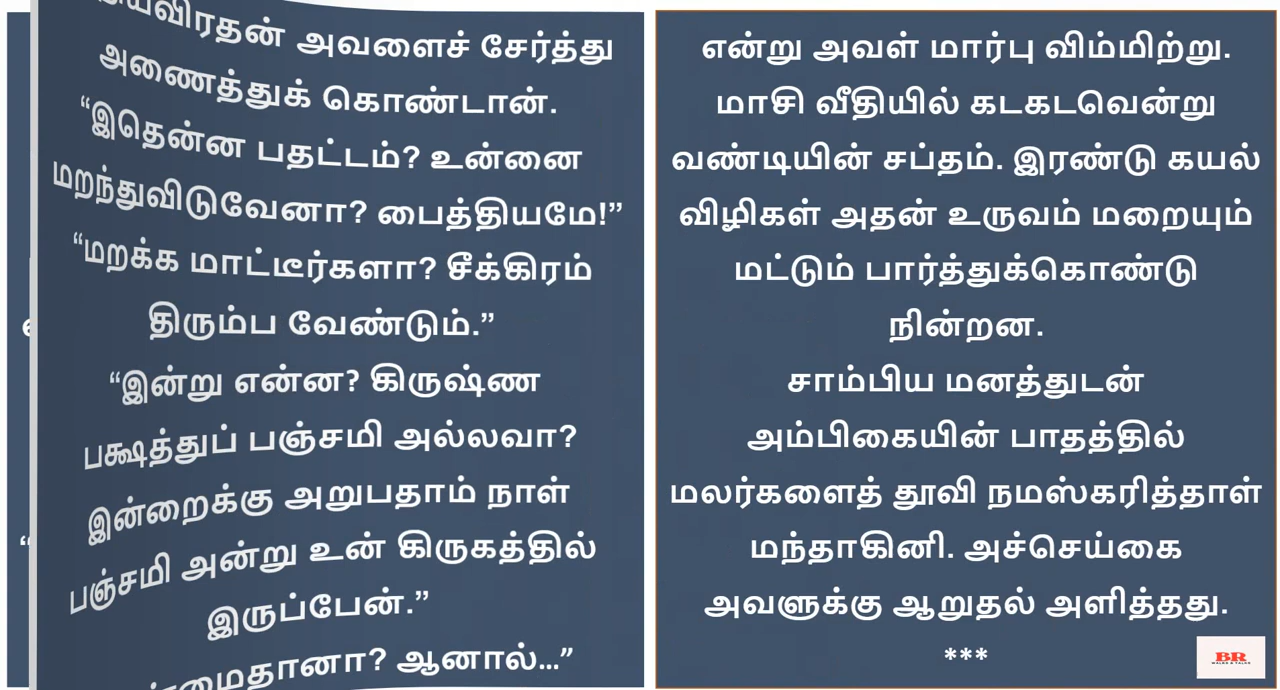 அவளைச் சேர்த்து
அணைத்துக் கொண்டான்.
“இதென்ன பதட்டம்? உன்னை
மறந்துவிடுவேனா? பைத்தியமே!”
“மறக்க மாட்டீர்களா? சீக்கிரம்
திரும்ப வேண்டும்.”
“இன்று என்ன? கிருஷ்ண
பக்ஷத்துப் பஞ்சமி அல்லவா?
இன்றைக்கு அறுபதாம் நாள்
பஞ்சமி அன்று உன் கிருகத்தில்
இருப்பேன்.”
ஆனால்...”
என்று அவள் மார்பு விம்மிற்று.
மாசி வீதியில் கடகடவென்று
வண்டியின் சப்தம். இரண்டு கயல்
விழிகள் அதன் உருவம் மறையும்
மட்டும் பார்த்துக்கொண்டு
நின்றன.
சாம்பிய மனத்துடன்
அம்பிகையின் பாதத்தில்
மலர்களைத் தூவி நமஸ்கரித்தாள்
மந்தாகினி. அச்செய்கை
அவளுக்கு ஆறுதல் அளித்தது.
***
BR